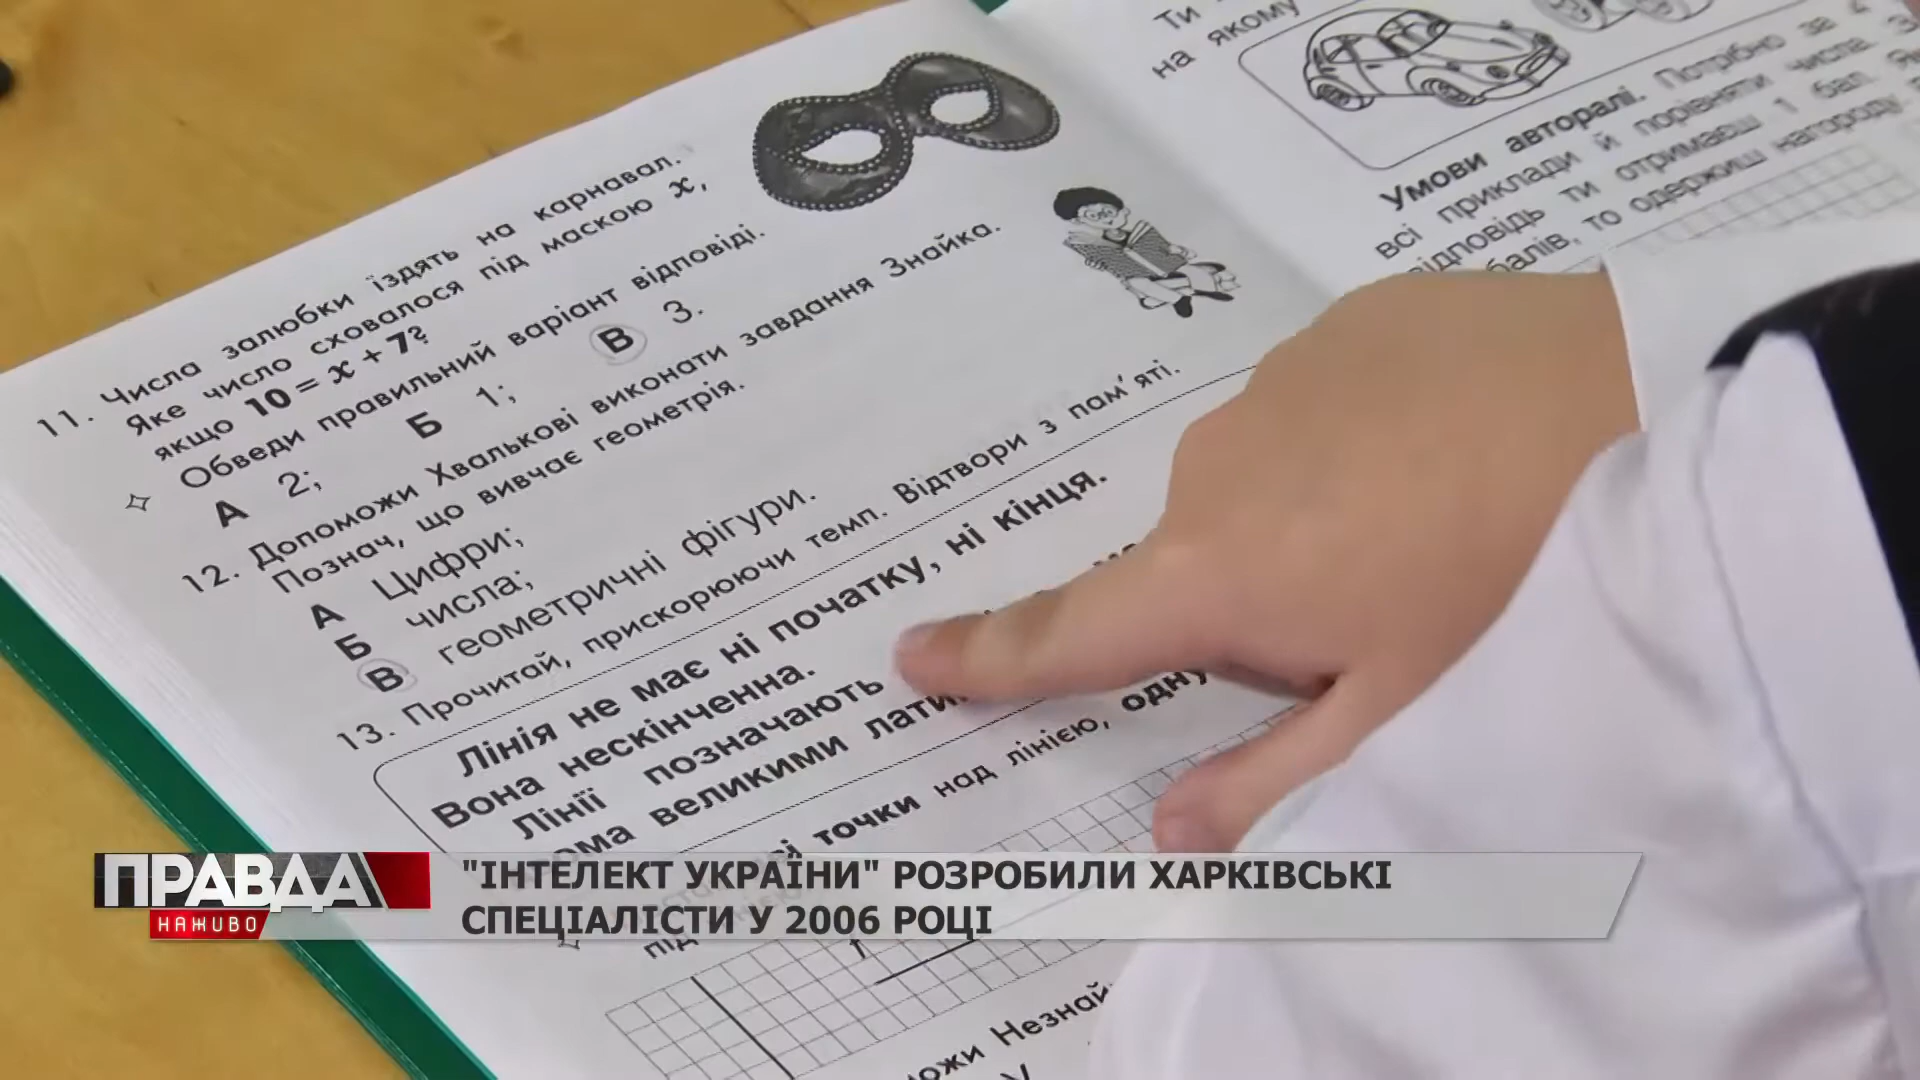 11. Числа залюбки їздять на карнавал.
Яке число сховалося під маскою x,
якщо 10 = x + 7?
✧ Обведи правильний варіант відповіді.
А 2; Б 1; В 3.
12. Допоможи Хвалькові виконати завдання Знайка.
Познач, що вивчає геометрія.
А Цифри;
Б числа;
В геометричні фігури.
13. Прочитай, прискорюючи темп. Відтвори з пам'яті.
Лінія не має ні початку, ні кінця.
Вона нескінченна.
Лінії позначають
великими
точки над лінією, одну
під
Незнай
Ти
на якому
Умови авторалі. Потрібно за 4
всі приклади й порівняти числа. З
відповідь ти отримаєш 1 бал. Як
балів, то одержиш нагороду.
ПРАВДА
НАЖИВО
"ІНТЕЛЕКТ УКРАЇНИ" РОЗРОБИЛИ ХАРКІВСЬКІ
СПЕЦІАЛІСТИ У 2006 РОЦІ